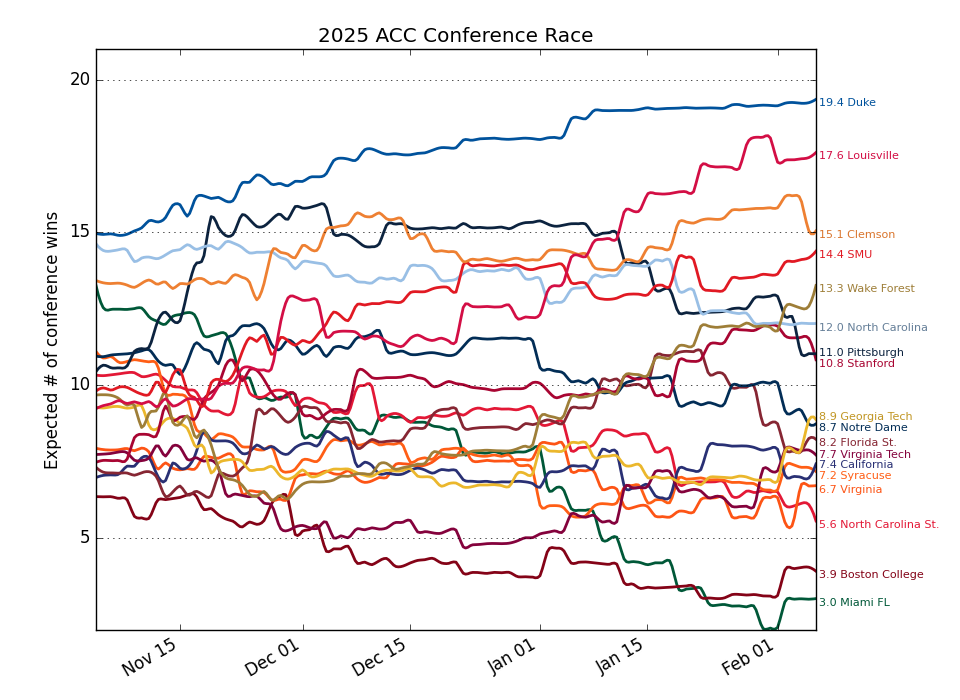 2025 ACC Conference Race
Expected # of conference wins
20
15
10
5
Nov 15
Dec 01
Dec 15
Jan 01
Jan 15
Feb 01
19.4 Duke
17.6 Louisville
15.1 Clemson
14.4 SMU
13.3 Wake Forest
12.0 North Carolina
11.0 Pittsburgh
10.8 Stanford
8.9 Georgia Tech
8.7 Notre Dame
8.2 Florida St.
7.7 Virginia Tech
7.4 California
7.2 Syracuse
6.7 Virginia
5.6 North Carolina St.
3.9 Boston College
3.0 Miami FL